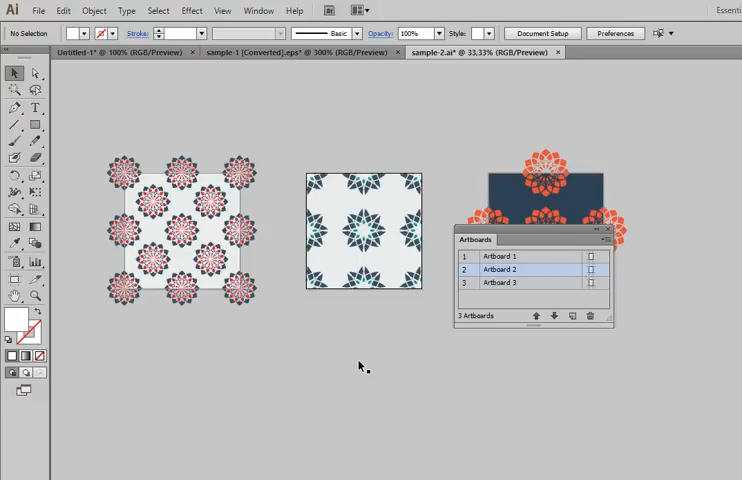 Ai File Edit Object Type Select Effect View Window Help Essenti
No Selection Stroke: Basic Opacity: 100% Style: Document Setup Preferences
Untitled-1* @ 100% (RGB/Preview) × sample-1 [Converted].eps* @ 300% (RGB/Preview) × sample-2.ai* @ 33,33% (RGB/Preview) ×
Artboards
1 Artboard 1
2 Artboard 2
3 Artboard 3
3 Artboards